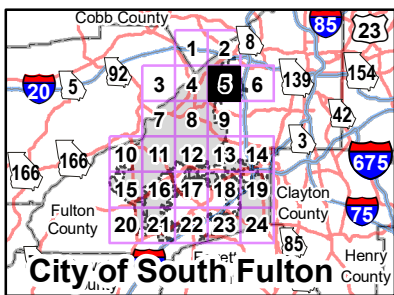 Cobb County
85
23
1 2 8
20 5 92 3 4 5 6 139 154
7 8 9 42
3
166 166 10 11 12 13 14 675
15 16 17 18 19 Clayton
County
Fulton
County
75
20 21 22 23 24
85
Henry
County
City of South Fulton